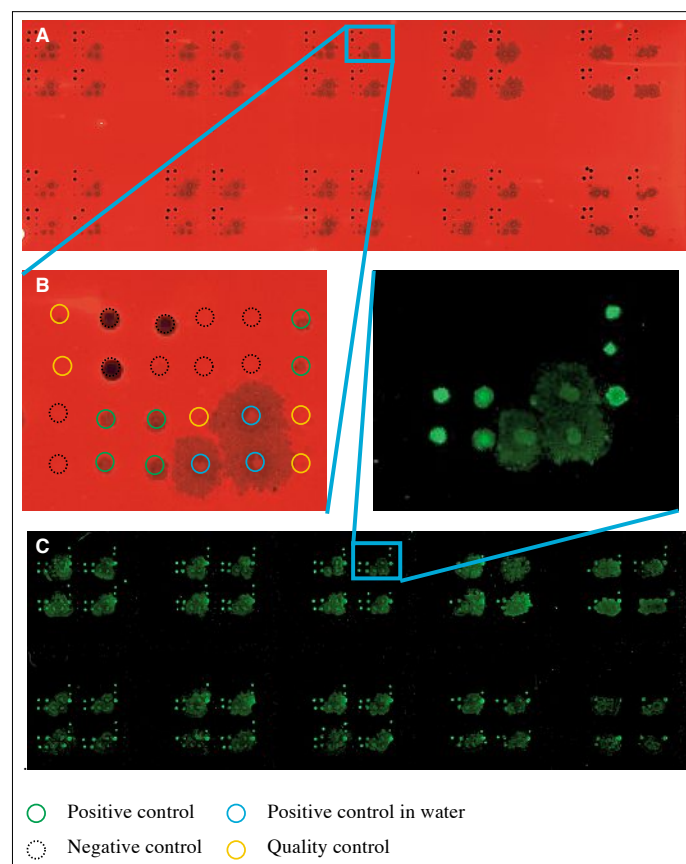 A
B
C
Positive control
Positive control in water
Negative control
Quality control